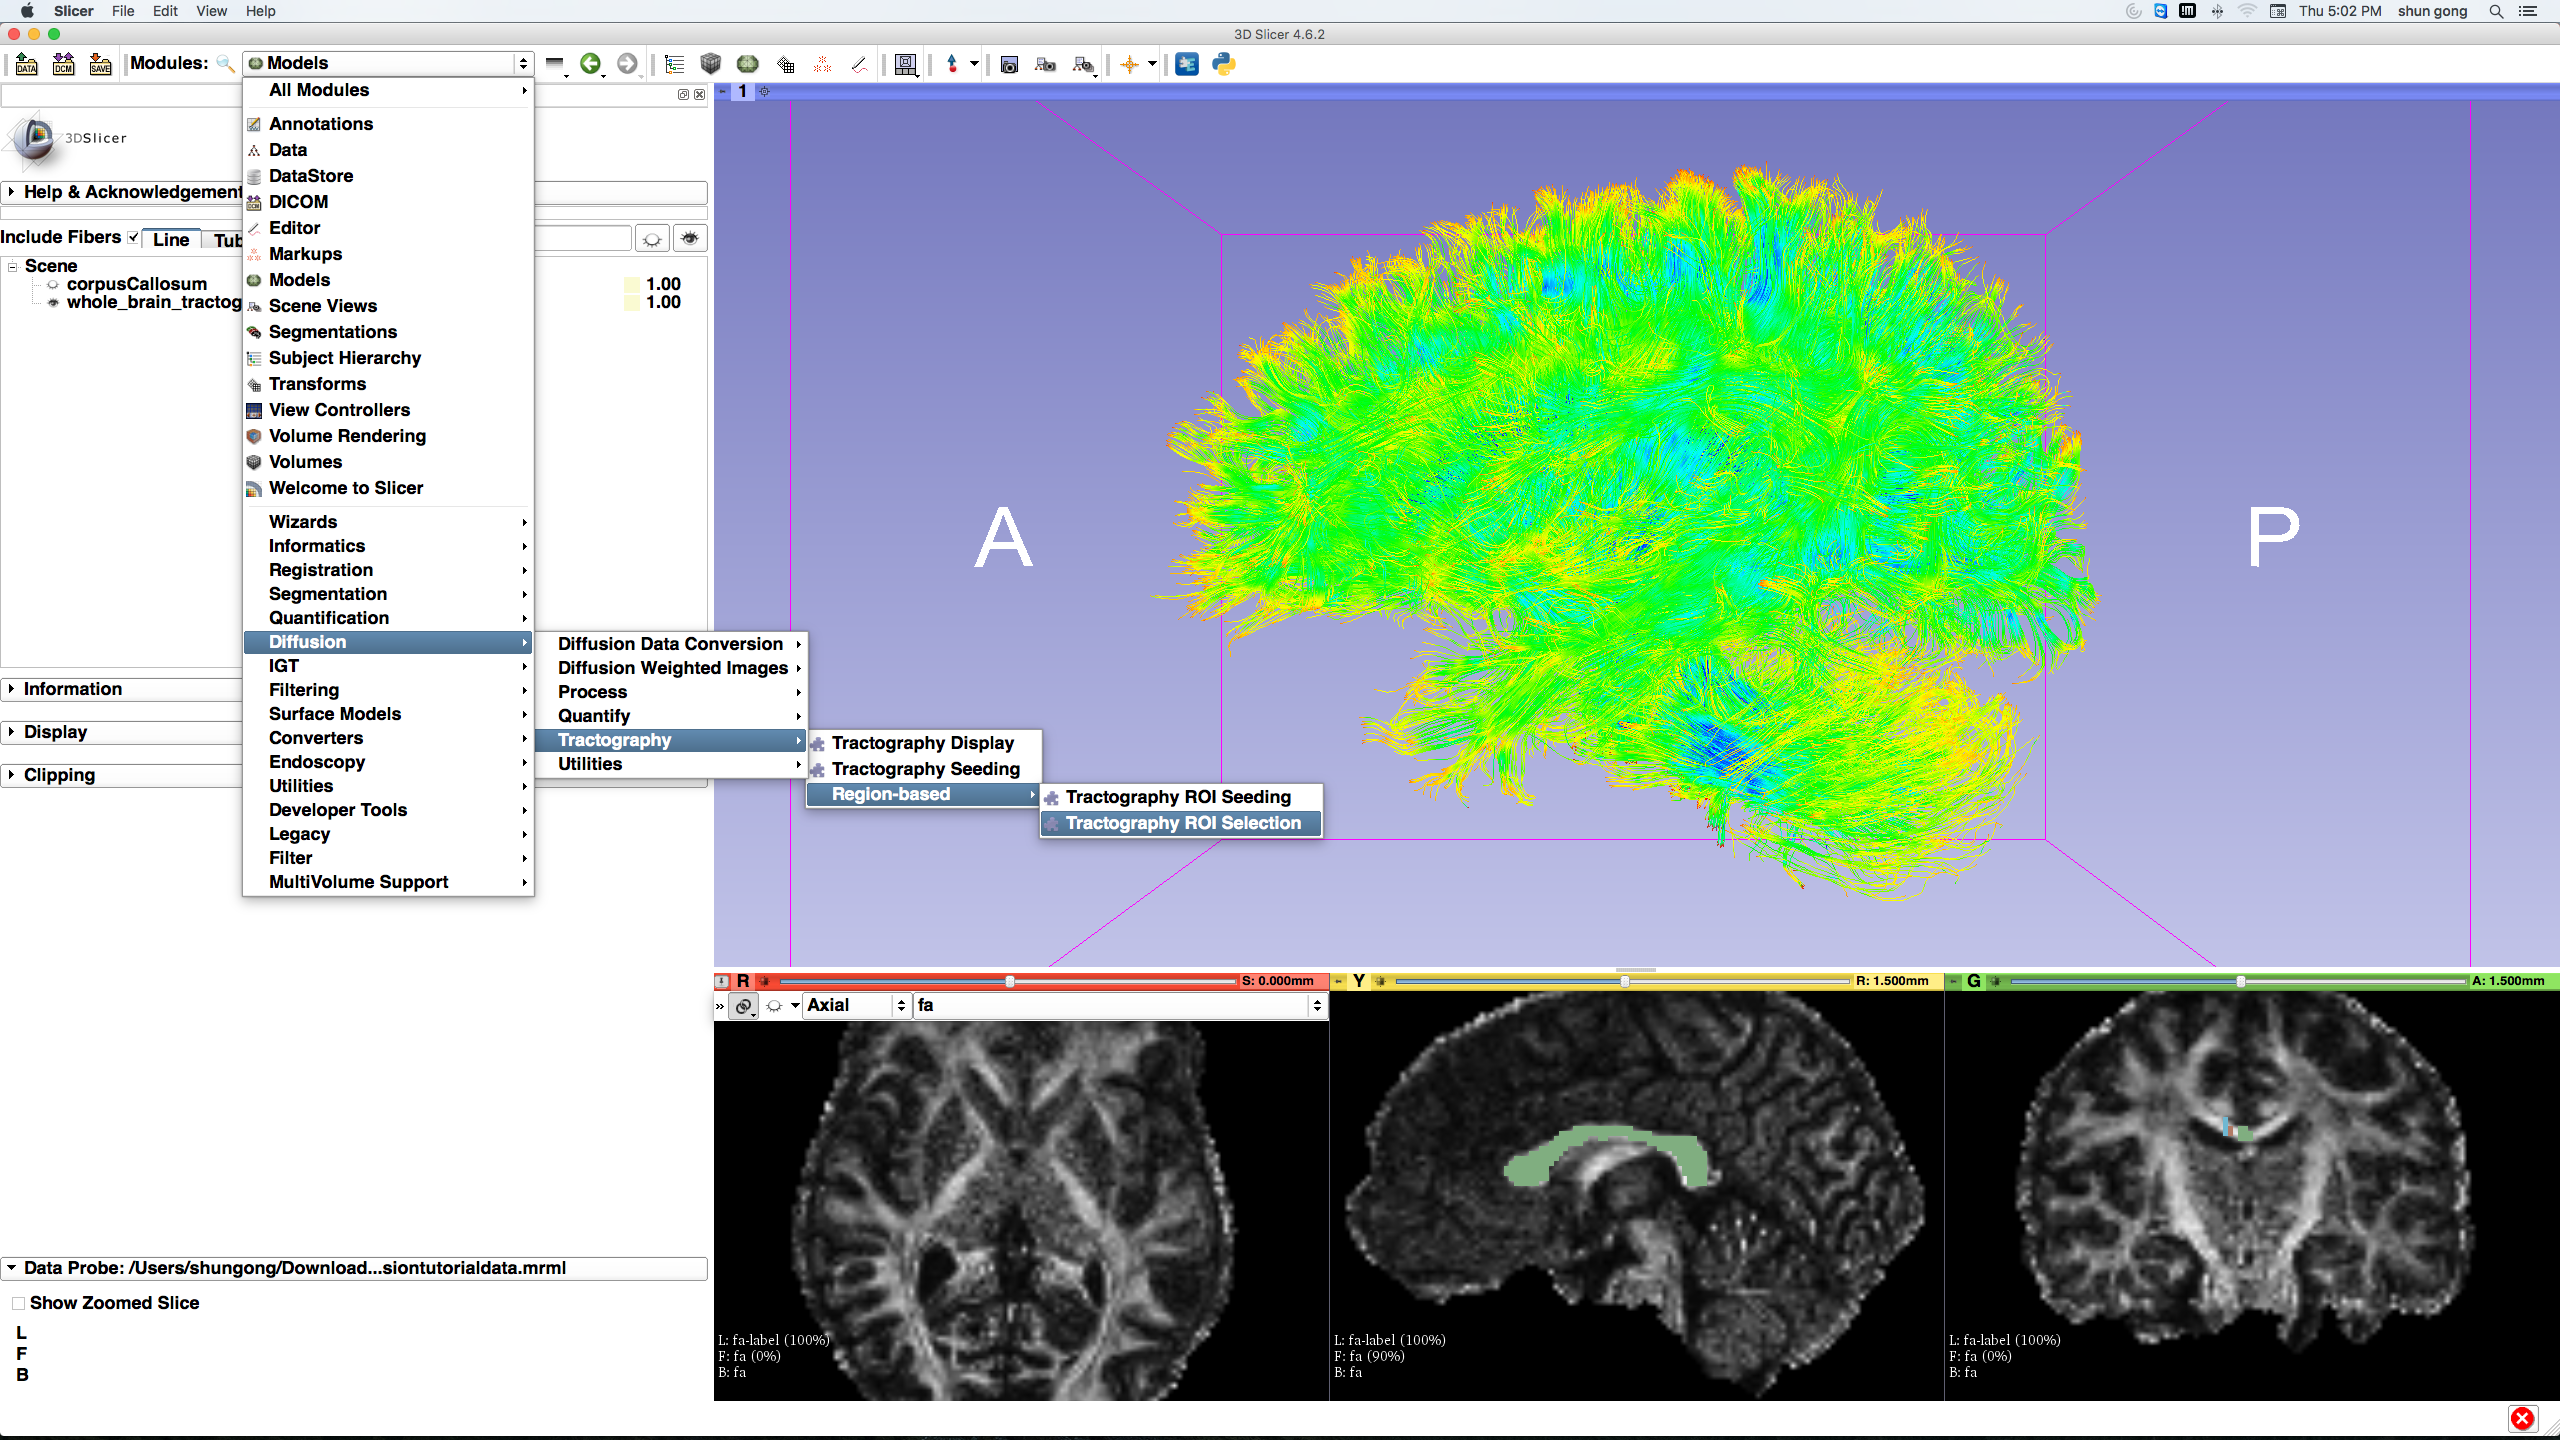 Slicer File Edit View Help
Thu 5:02 PM shun gong
3D Slicer 4.6.2
DATA DCM SAVE Modules: Models
1
All Modules
3DSlicer
Annotations
Data
DataStore
DICOM
Editor
Markups
Models
Scene Views
Segmentations
Subject Hierarchy
Transforms
View Controllers
Volume Rendering
Volumes
Welcome to Slicer
Wizards
Informatics
Registration
Segmentation
Quantification
Diffusion
IGT
Filtering
Surface Models
Converters
Endoscopy
Utilities
Developer Tools
Legacy
Filter
MultiVolume Support
Help & Acknowledgement
Include Fibers Line Tub
Scene
corpusCallosum 1.00
whole_brain_tractog 1.00
Information
Display
Clipping
Diffusion Data Conversion
Diffusion Weighted Images
Process
Quantify
Tractography
Utilities
Tractography Display
Tractography Seeding
Region-based
Tractography ROI Seeding
Tractography ROI Selection
A P
R S: 0.000mm
Axial fa
L: fa-label (100%)
F: fa (0%)
B: fa
Y R: 1.500mm
L: fa-label (100%)
F: fa (90%)
B: fa
G A: 1.500mm
L: fa-label (100%)
F: fa (0%)
B: fa
Data Probe: /Users/shungong/Download...siontutorialdata.mrml
Show Zoomed Slice
L
F
B